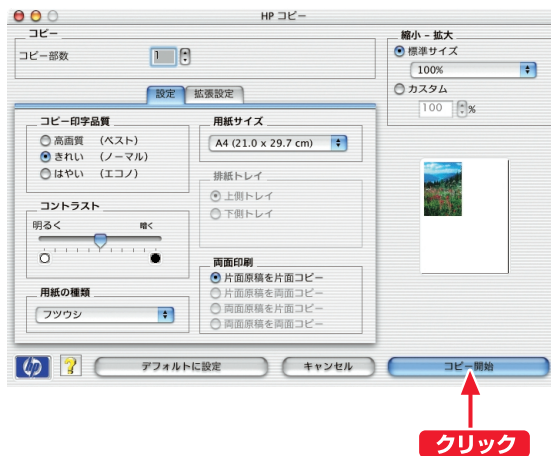 HP コピー
コピー
コピー部数
1
縮小 – 拡大
標準サイズ
100%
カスタム
100 %
設定
拡張設定
コピー印字品質
高画質 (ベスト)
きれい (ノーマル)
はやい (エコノ)
コントラスト
明るく 暗く
用紙の種類
フツウシ
用紙サイズ
A4 (21.0 x 29.7 cm)
排紙トレイ
上側トレイ
下側トレイ
両面印刷
片面原稿を片面コピー
片面原稿を両面コピー
両面原稿を片面コピー
両面原稿を両面コピー
hp
?
デフォルトに設定
キャンセル
コピー開始
クリック